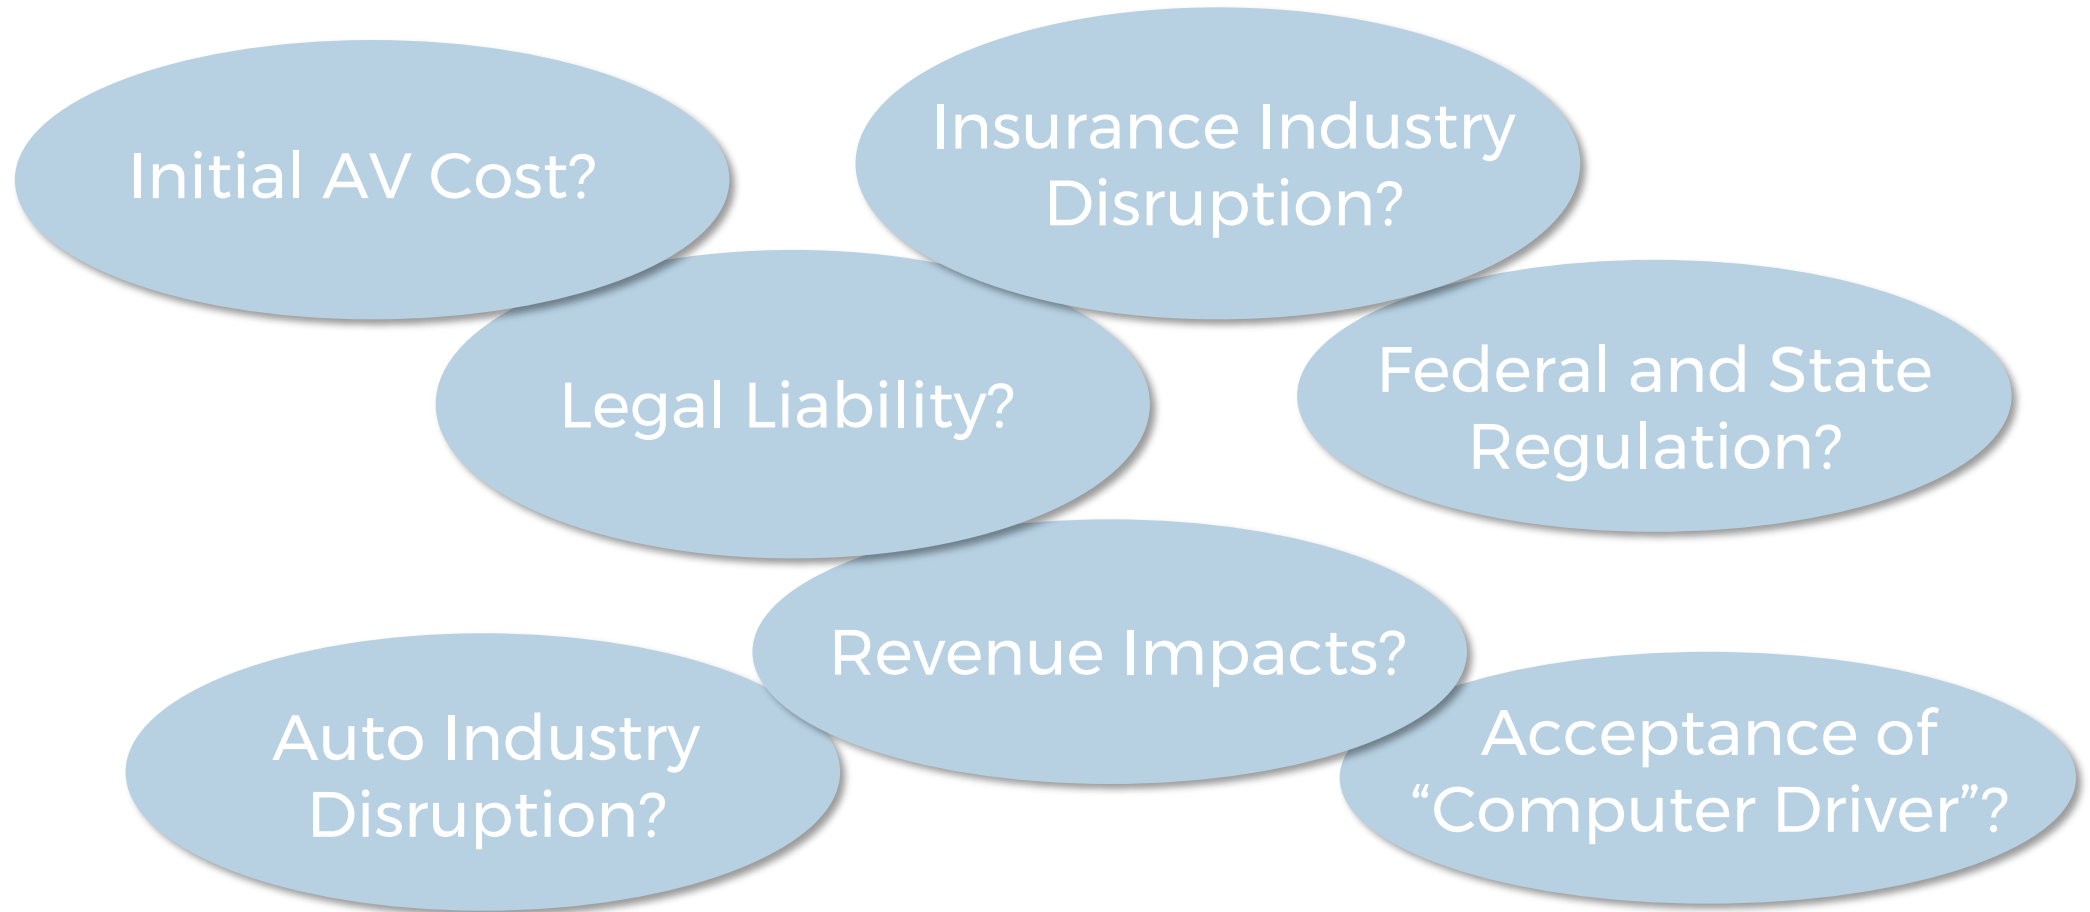 Initial AV Cost?
Insurance Industry
Disruption?
Legal Liability?
Federal and State
Regulation?
Revenue Impacts?
Auto Industry
Disruption?
Acceptance of
“Computer Driver”?